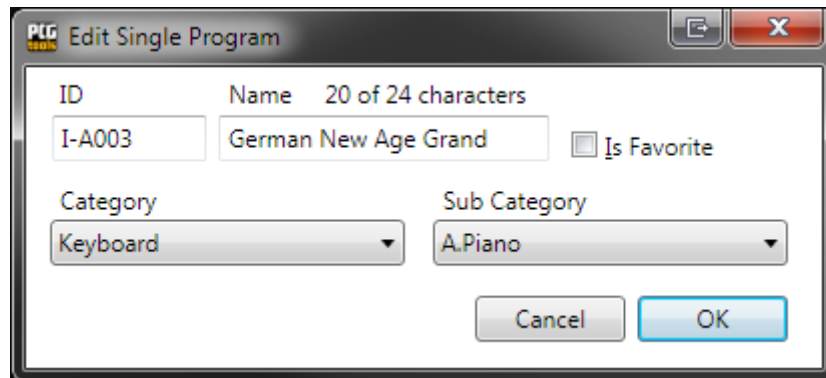 PCG
tools
Edit Single Program
ID Name 20 of 24 characters
I-A003 German New Age Grand Is Favorite
Category Sub Category
Keyboard A.Piano
Cancel OK